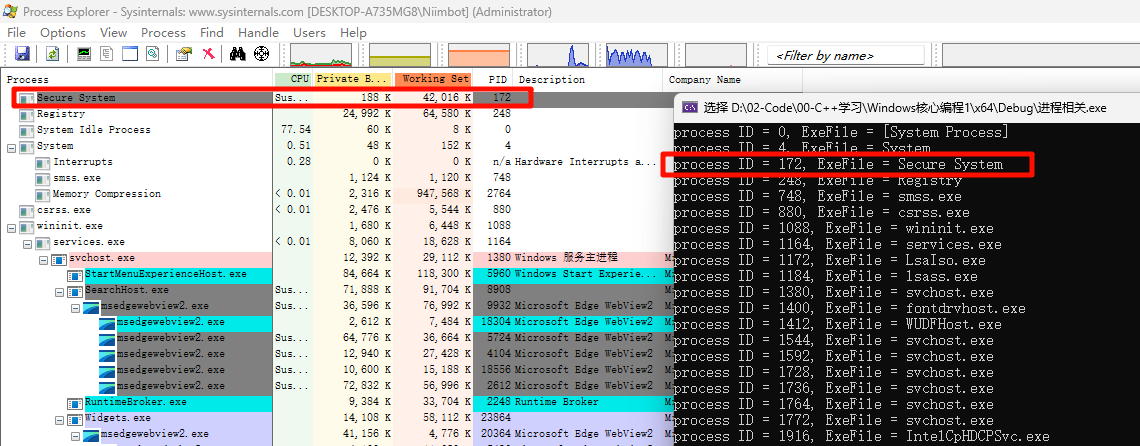 Process Explorer - Sysinternals: www.sysinternals.com [DESKTOP-A735MG8\Niimbot] (Administrator)
File Options View Process Find Handle Users Help
<Filter by name>
Process CPU Private B... Working Set PID Description Company Name
Secure System Sus... 188 K 42,016 K 172
Registry 24,992 K 64,580 K 248
System Idle Process 77.54 60 K 8 K 0
System 0.51 48 K 152 K 4
Interrupts 0.28 0 K 0 K n/a Hardware Interrupts a...
smss.exe 1,124 K 1,120 K 748
Memory Compression < 0.01 2,316 K 947,568 K 2764
csrss.exe < 0.01 2,476 K 5,544 K 880
wininit.exe 1,680 K 6,448 K 1088
services.exe < 0.01 8,060 K 18,628 K 1164
svchost.exe 12,392 K 29,112 K 1380 Windows 服务主进程
StartMenuExperienceHost.exe 84,664 K 118,300 K 5960 Windows Start Experie...
SearchHost.exe Sus... 71,888 K 91,704 K 8908
msedgewebview2.exe Sus... 36,596 K 76,992 K 9932 Microsoft Edge WebView2
msedgewebview2.exe 2,612 K 7,484 K 18304 Microsoft Edge WebView2
msedgewebview2.exe Sus... 64,776 K 36,664 K 5724 Microsoft Edge WebView2
msedgewebview2.exe Sus... 12,940 K 27,428 K 4104 Microsoft Edge WebView2
msedgewebview2.exe Sus... 10,600 K 15,188 K 18556 Microsoft Edge WebView2
msedgewebview2.exe Sus... 72,832 K 56,996 K 2612 Microsoft Edge WebView2
RuntimeBroker.exe 9,384 K 33,704 K 2248 Runtime Broker
Widgets.exe 14,108 K 58,112 K 23864
msedgewebview2.exe 41,156 K 4,776 K 20364 Microsoft Edge WebView2
选择 D:\02-Code\00-C++学习\Windows核心编程1\x64\Debug\进程相关.exe
process ID = 0, ExeFile = [System Process]
process ID = 4, ExeFile = System
process ID = 172, ExeFile = Secure System
process ID = 248, ExeFile = Registry
process ID = 748, ExeFile = smss.exe
process ID = 880, ExeFile = csrss.exe
process ID = 1088, ExeFile = wininit.exe
process ID = 1164, ExeFile = services.exe
process ID = 1172, ExeFile = LsaIso.exe
process ID = 1184, ExeFile = lsass.exe
process ID = 1380, ExeFile = svchost.exe
process ID = 1400, ExeFile = fontdrvhost.exe
process ID = 1412, ExeFile = WUDFHost.exe
process ID = 1544, ExeFile = svchost.exe
process ID = 1592, ExeFile = svchost.exe
process ID = 1728, ExeFile = svchost.exe
process ID = 1736, ExeFile = svchost.exe
process ID = 1764, ExeFile = svchost.exe
process ID = 1772, ExeFile = svchost.exe
process ID = 1916, ExeFile = IntelCpHDCPSvc.exe